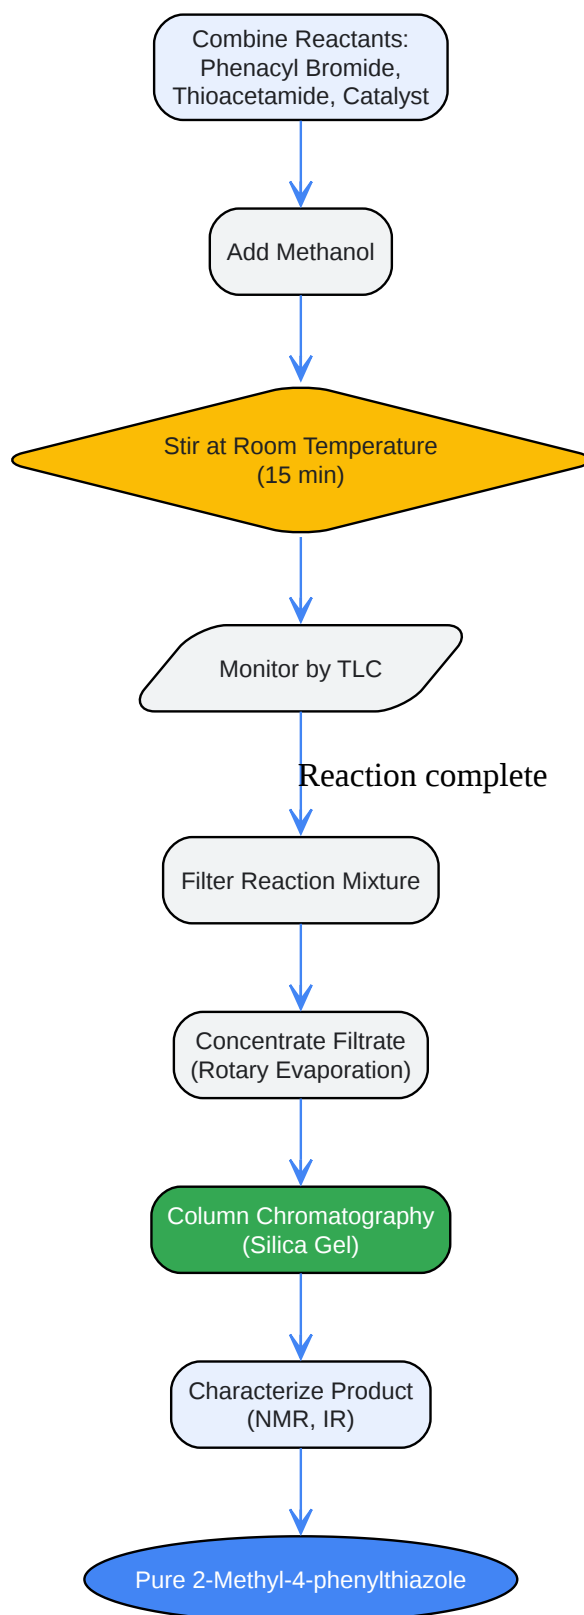 Combine Reactants:
Phenacyl Bromide,
Thioacetamide, Catalyst
Add Methanol
Stir at Room Temperature
(15 min)
Monitor by TLC
Reaction complete
Filter Reaction Mixture
Concentrate Filtrate
(Rotary Evaporation)
Column Chromatography
(Silica Gel)
Characterize Product
(NMR, IR)
Pure 2-Methyl-4-phenylthiazole